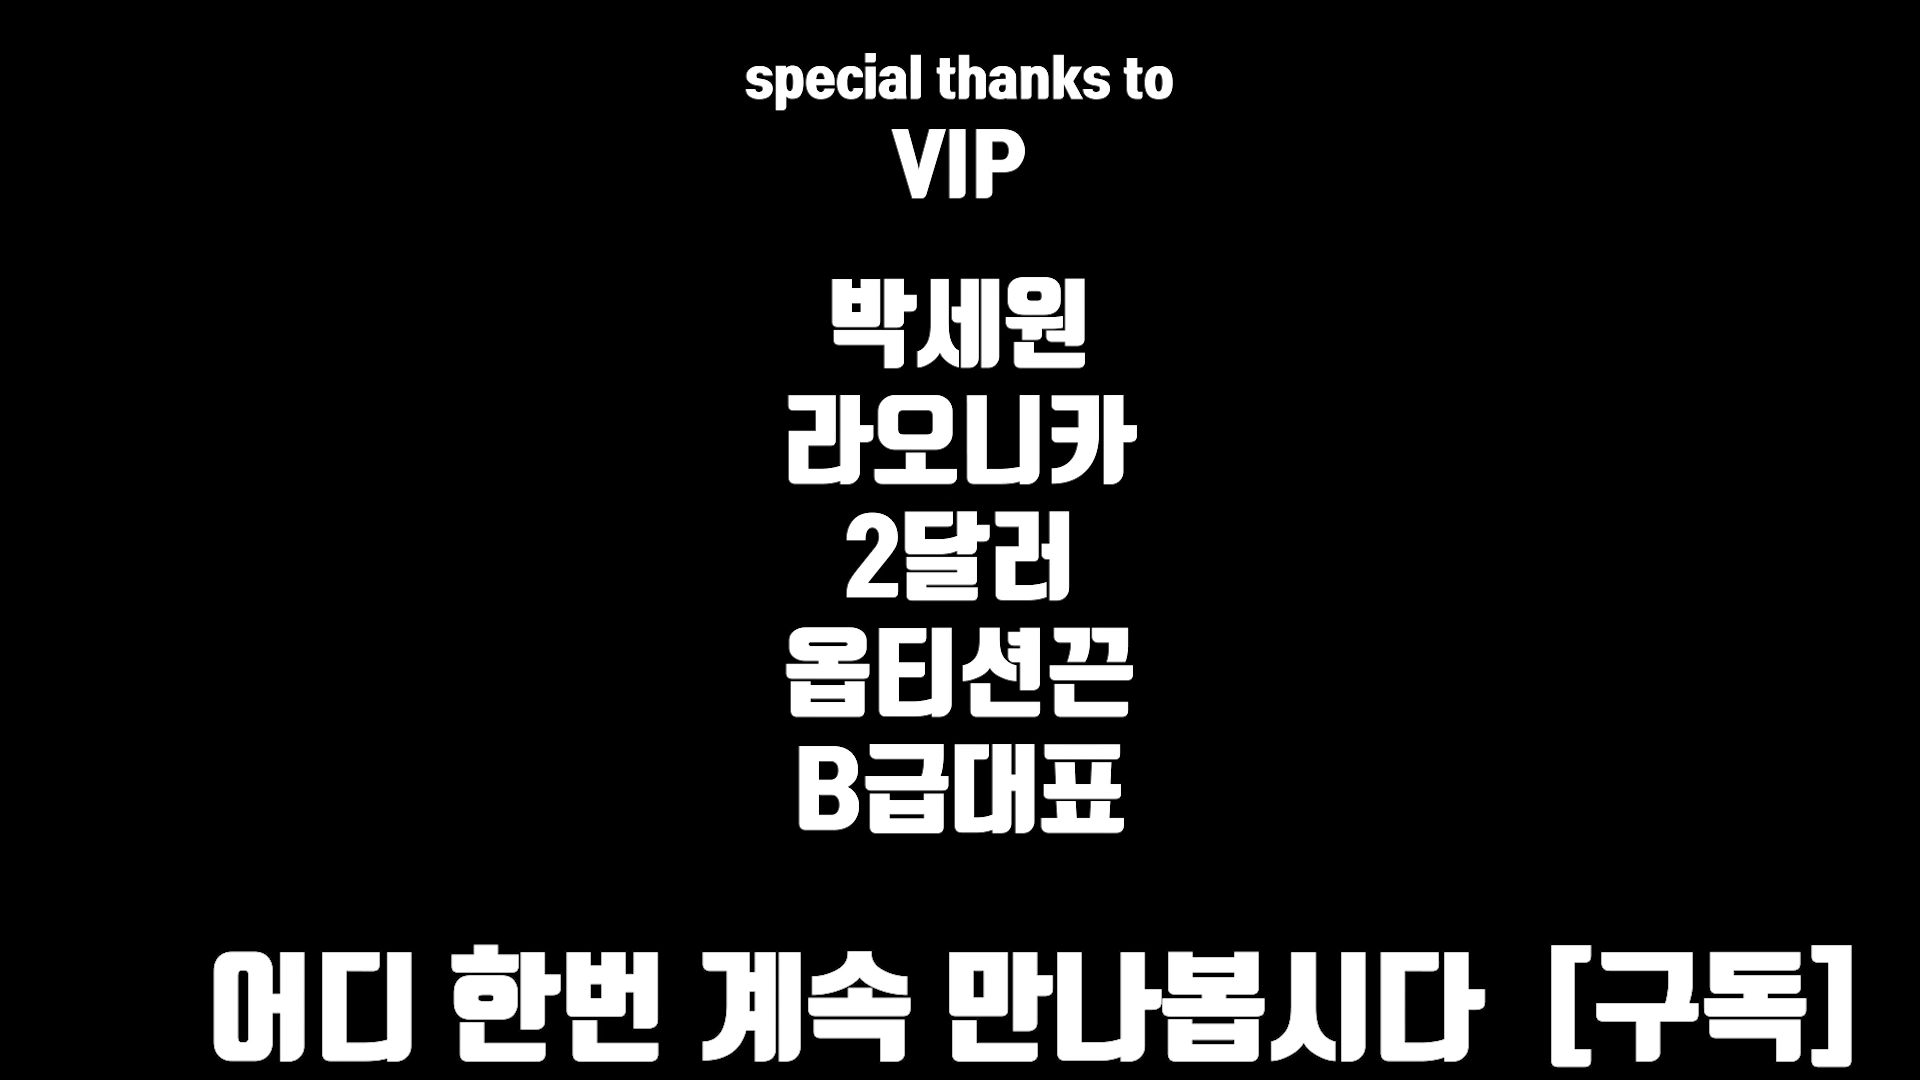 special thanks to
VIP
박세원
라오니카
2달러
옵티션끈
B급대표
어디 한번 계속 만나봅시다 [구독]